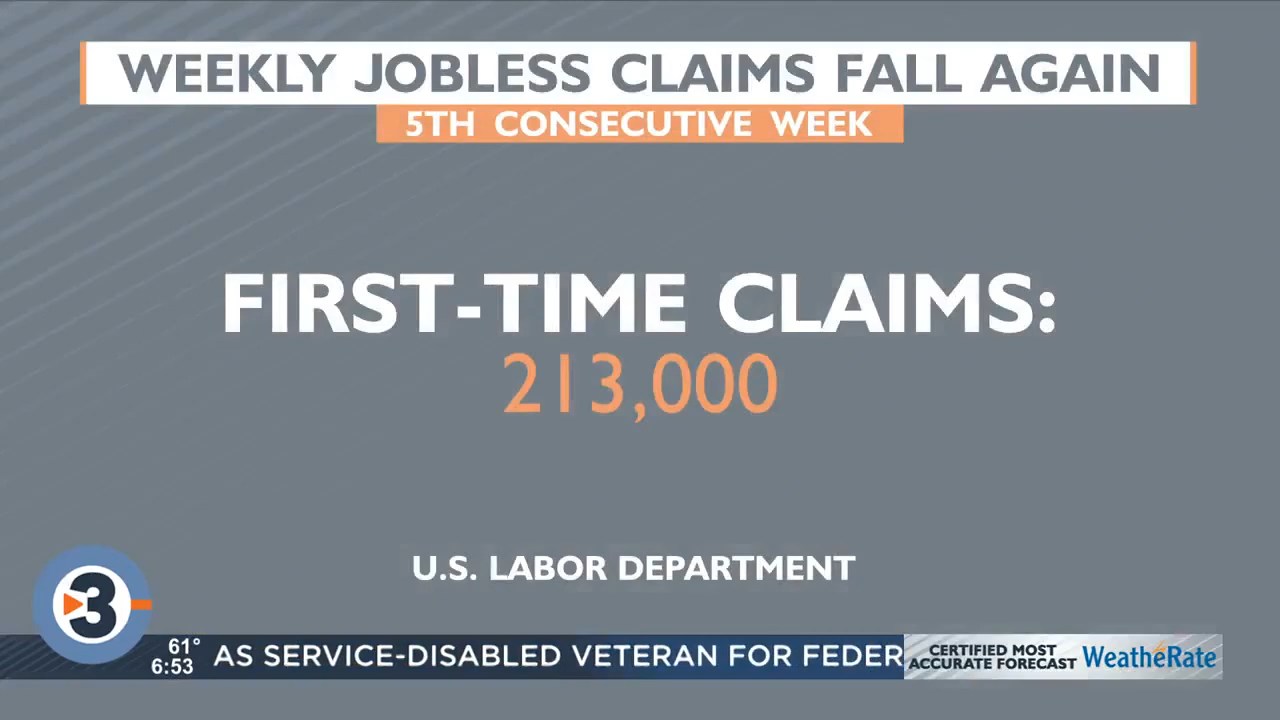 WEEKLY JOBLESS CLAIMS FALL AGAIN
5TH CONSECUTIVE WEEK
FIRST-TIME CLAIMS:
213,000
U.S. LABOR DEPARTMENT
3
61°
6:53
AS SERVICE-DISABLED VETERAN FOR FEDER
CERTIFIED MOST
ACCURATE FORECAST
WeatheRate